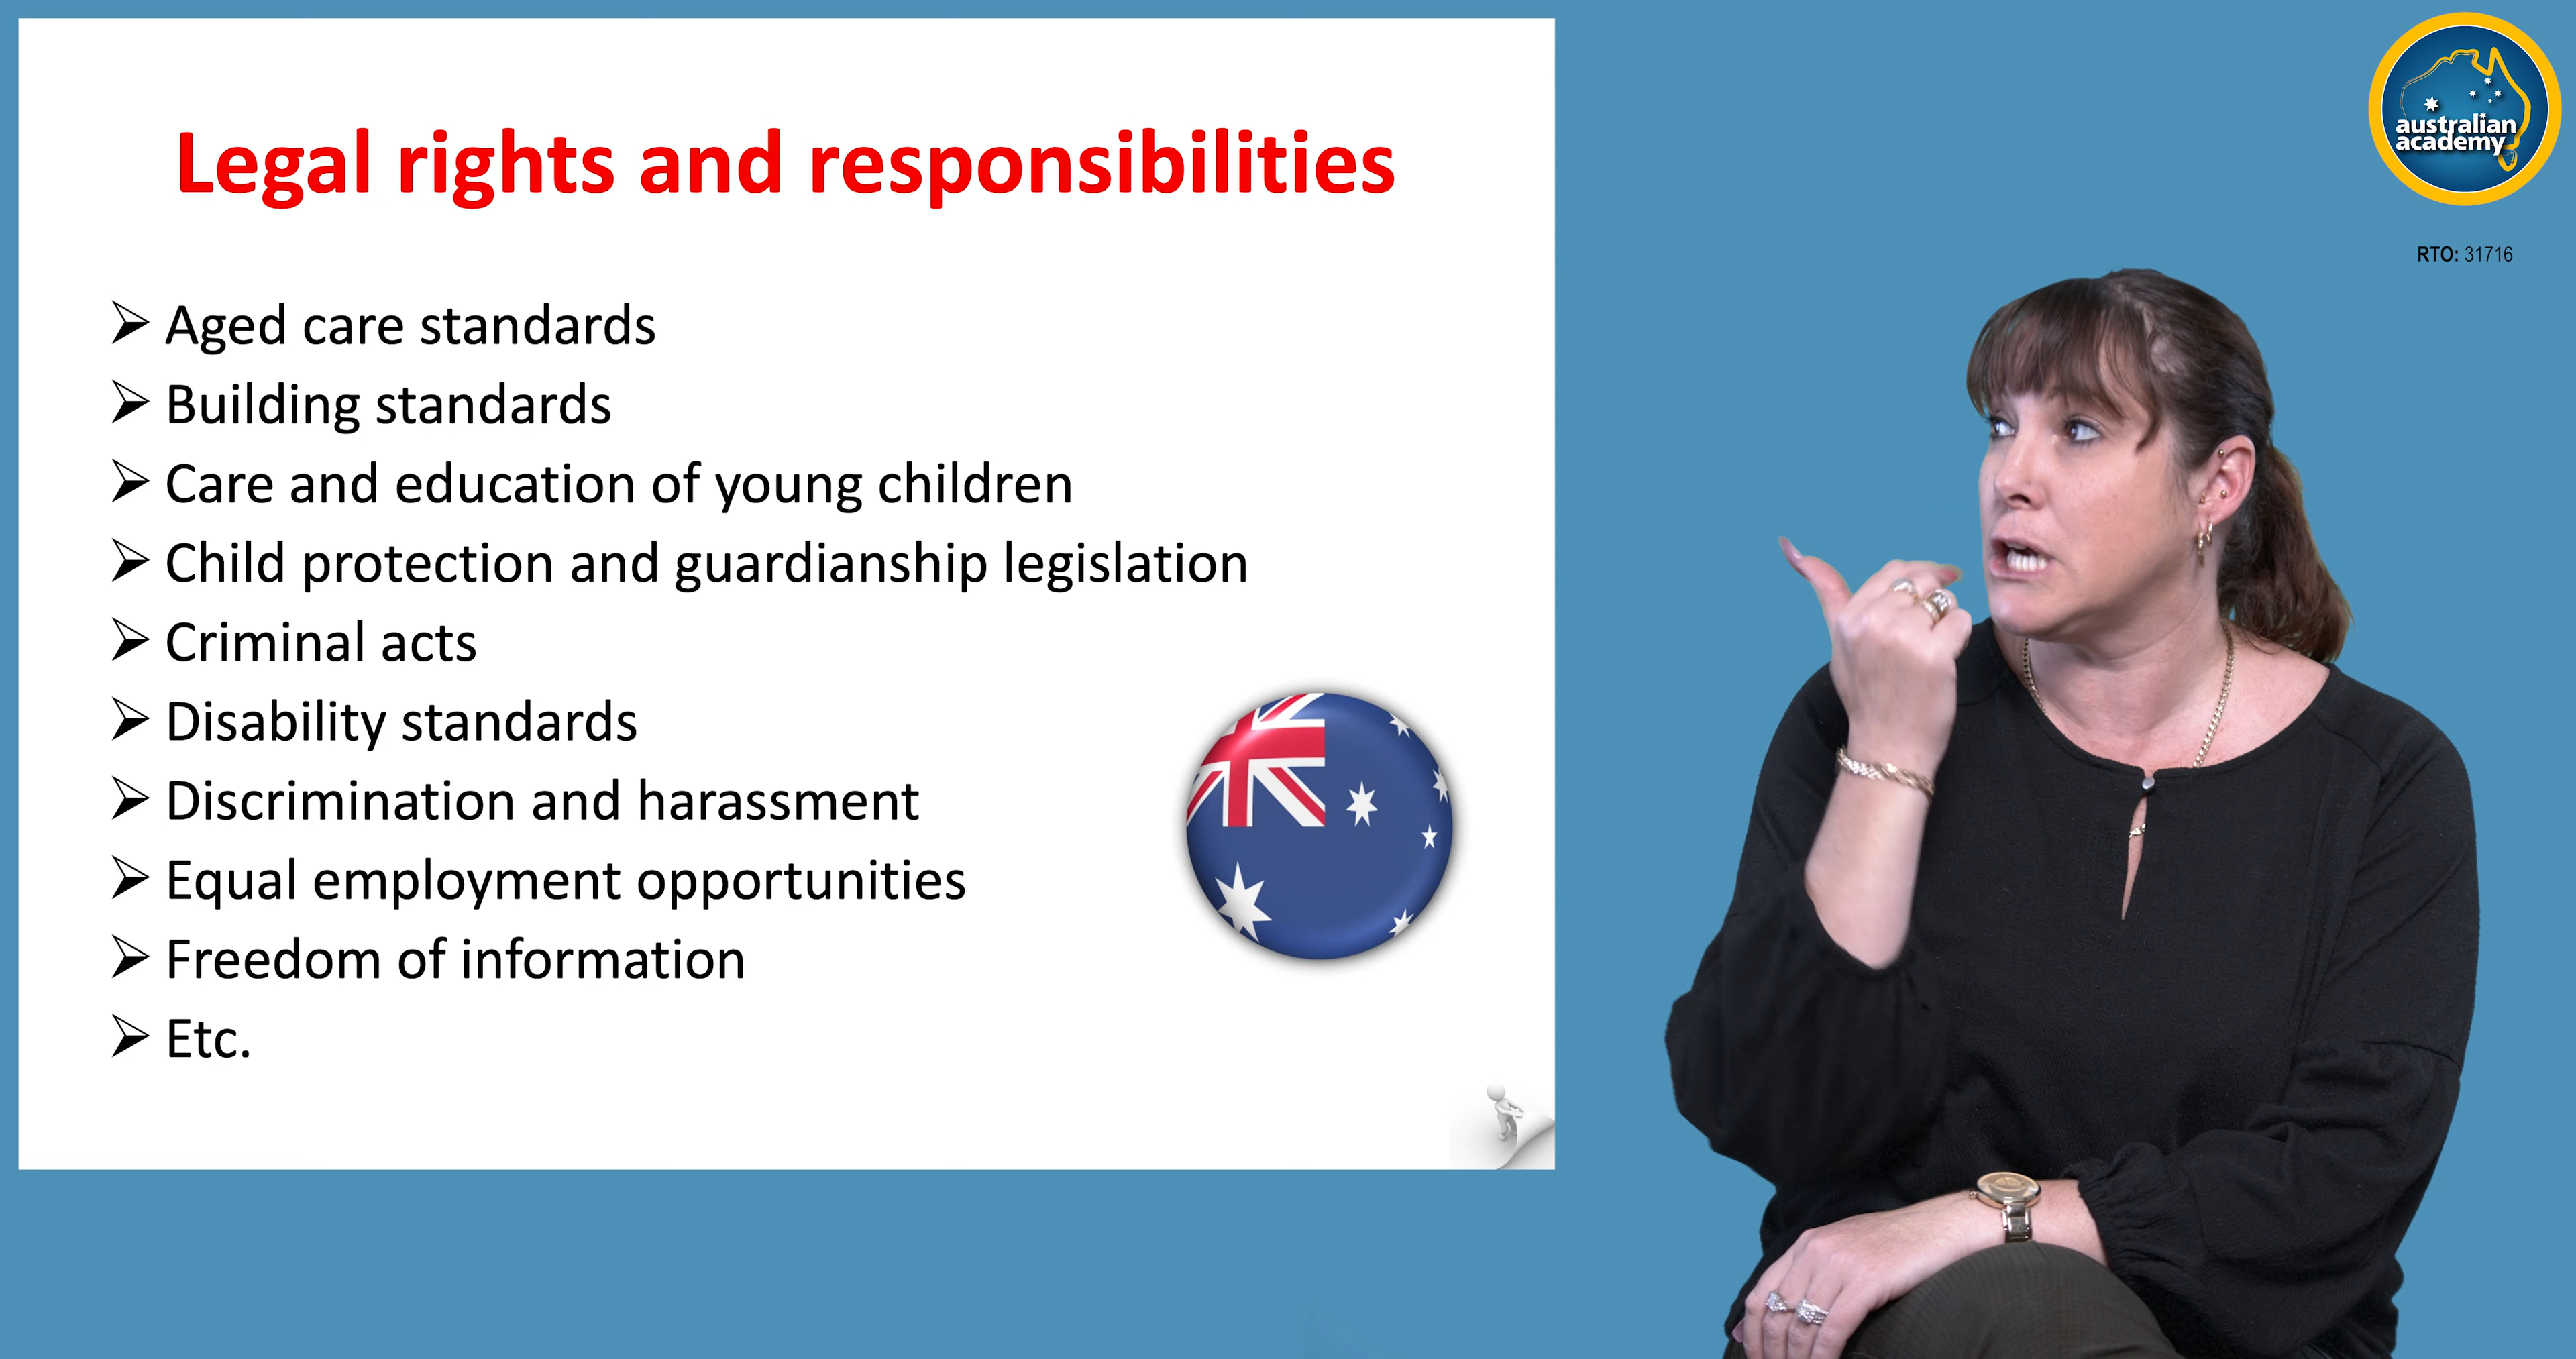 Legal rights and responsibilities
Aged care standards
Building standards
Care and education of young children
Child protection and guardianship legislation
Criminal acts
Disability standards
Discrimination and harassment
Equal employment opportunities
Freedom of information
Etc.
australian
academy
RTO: 31716